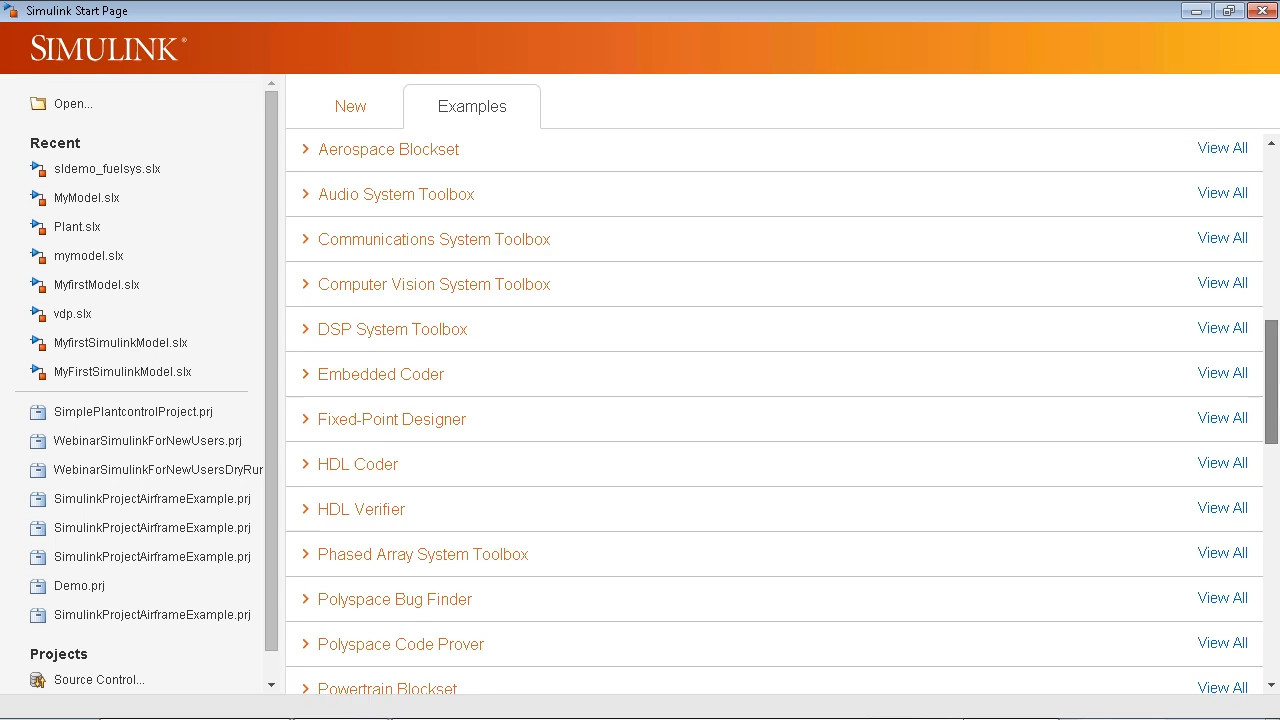 Simulink Start Page
SIMULINK®
Open...
Recent
sldemo_fuelsys.slx
MyModel.slx
Plant.slx
mymodel.slx
MyfirstModel.slx
vdp.slx
MyfirstSimulinkModel.slx
MyFirstSimulinkModel.slx
SimplePlantcontrolProject.prj
WebinarSimulinkForNewUsers.prj
WebinarSimulinkForNewUsersDryRun
SimulinkProjectAirframeExample.prj
SimulinkProjectAirframeExample.prj
SimulinkProjectAirframeExample.prj
Demo.prj
SimulinkProjectAirframeExample.prj
Projects
Source Control...
New Examples
Aerospace Blockset View All
Audio System Toolbox View All
Communications System Toolbox View All
Computer Vision System Toolbox View All
DSP System Toolbox View All
Embedded Coder View All
Fixed-Point Designer View All
HDL Coder View All
HDL Verifier View All
Phased Array System Toolbox View All
Polyspace Bug Finder View All
Polyspace Code Prover View All
Powertrain Blockset View All